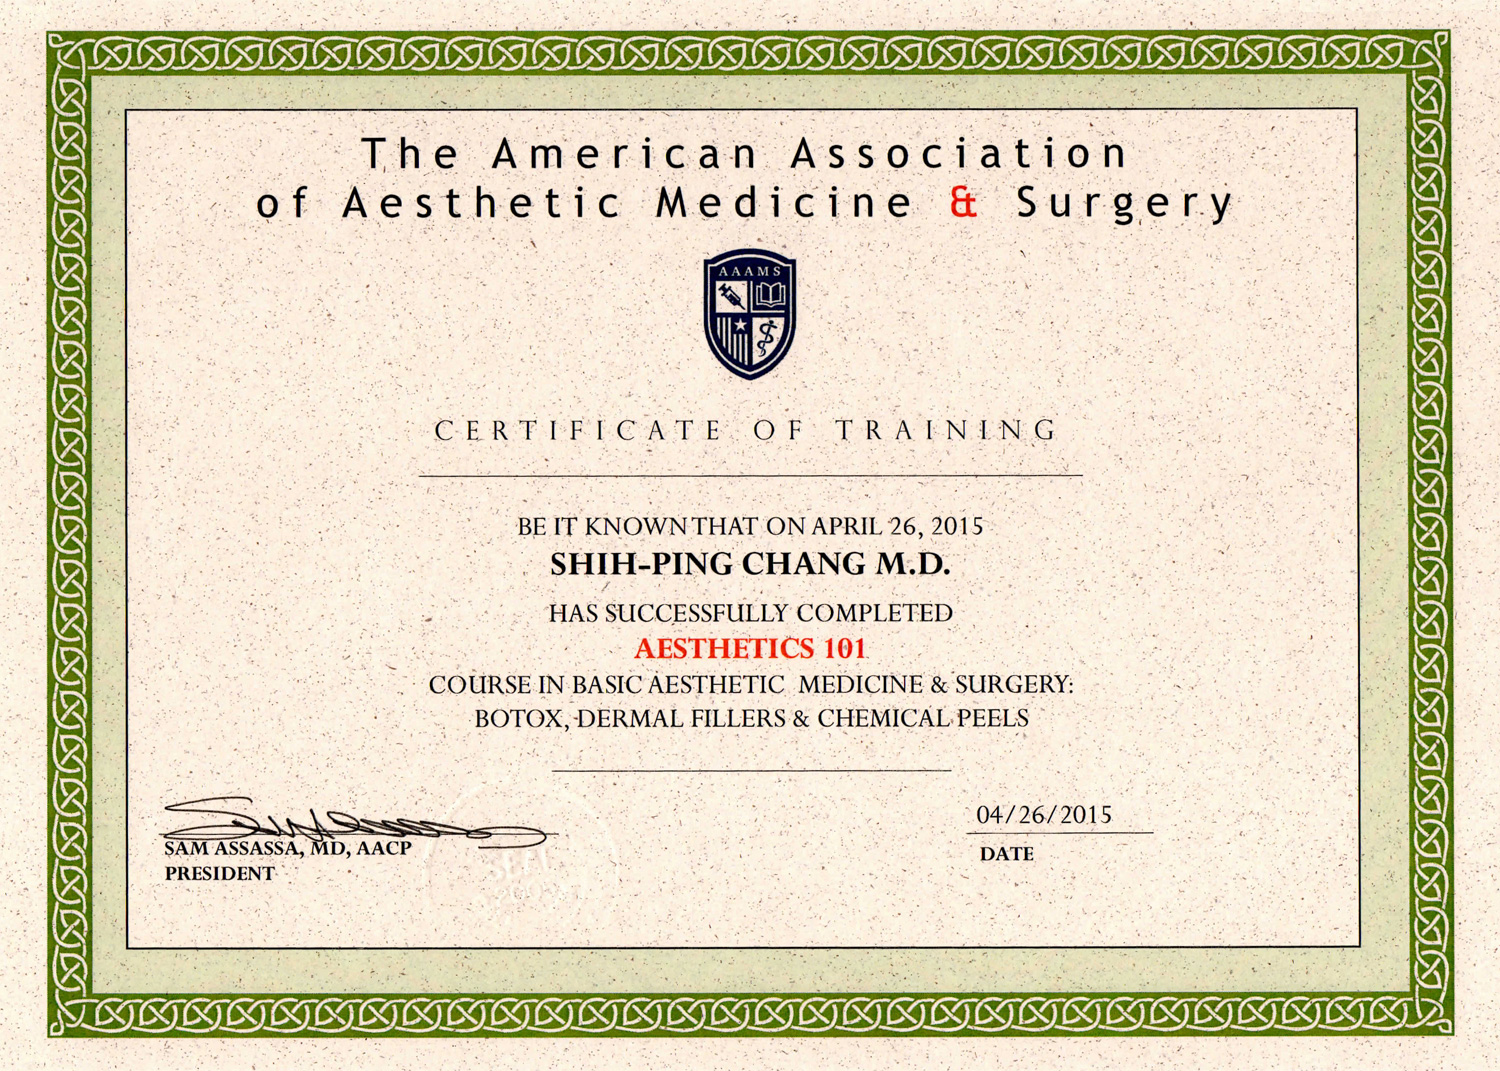 The American Association
of Aesthetic Medicine & Surgery
AAAMS
CERTIFICATE OF TRAINING
BE IT KNOWN THAT ON APRIL 26, 2015
SHIH-PING CHANG M.D.
HAS SUCCESSFULLY COMPLETED
AESTHETICS 101
COURSE IN BASIC AESTHETIC MEDICINE & SURGERY:
BOTOX, DERMAL FILLERS & CHEMICAL PEELS
04/26/2015
SAM ASSASSA, MD, AACP
DATE
PRESIDENT